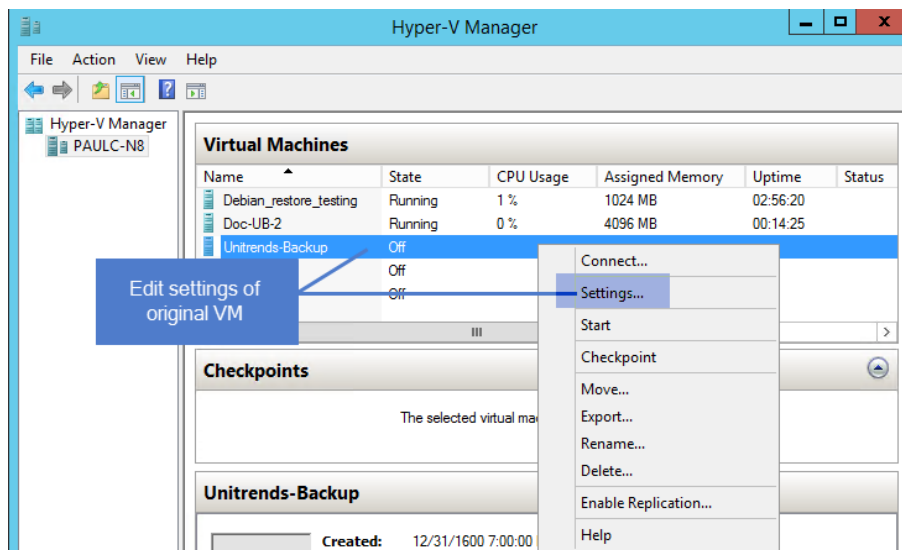 Hyper-V Manager
File Action View Help
Hyper-V Manager
PAULC-N8
Virtual Machines
Name State CPU Usage Assigned Memory Uptime Status
Debian_restore_testing Running 1 % 1024 MB 02:56:20
Doc-UB-2 Running 0 % 4096 MB 00:14:25
Unitrends-Backup Off
Off
Off
Edit settings of
original VM
Connect...
Settings...
Start
Checkpoint
Move...
Export...
Rename...
Delete...
Enable Replication...
Help
Checkpoints
The selected virtual ma
Unitrends-Backup
Created: 12/31/1600 7:00:00